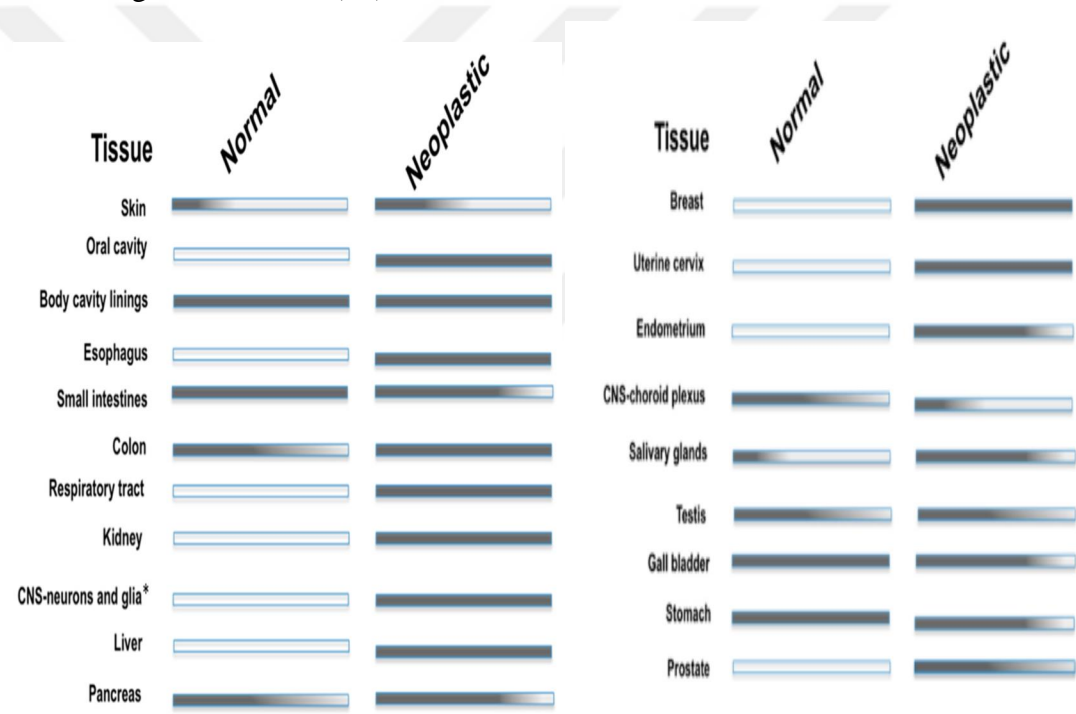 Tissue
Normal
Neoplastic
Skin
Oral cavity
Body cavity linings
Esophagus
Small intestines
Colon
Respiratory tract
Kidney
CNS-neurons and glia*
Liver
Pancreas
Tissue
Normal
Neoplastic
Breast
Uterine cervix
Endometrium
CNS-choroid plexus
Salivary glands
Testis
Gall bladder
Stomach
Prostate